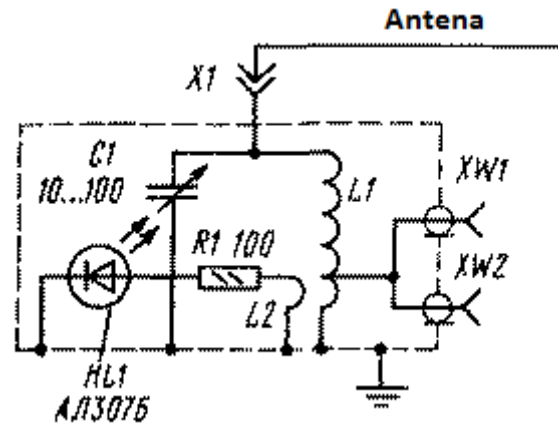 Antena
X1
C1
10...100
L1
XW1
R1 100
XW2
L2
HL1
АЛ307Б